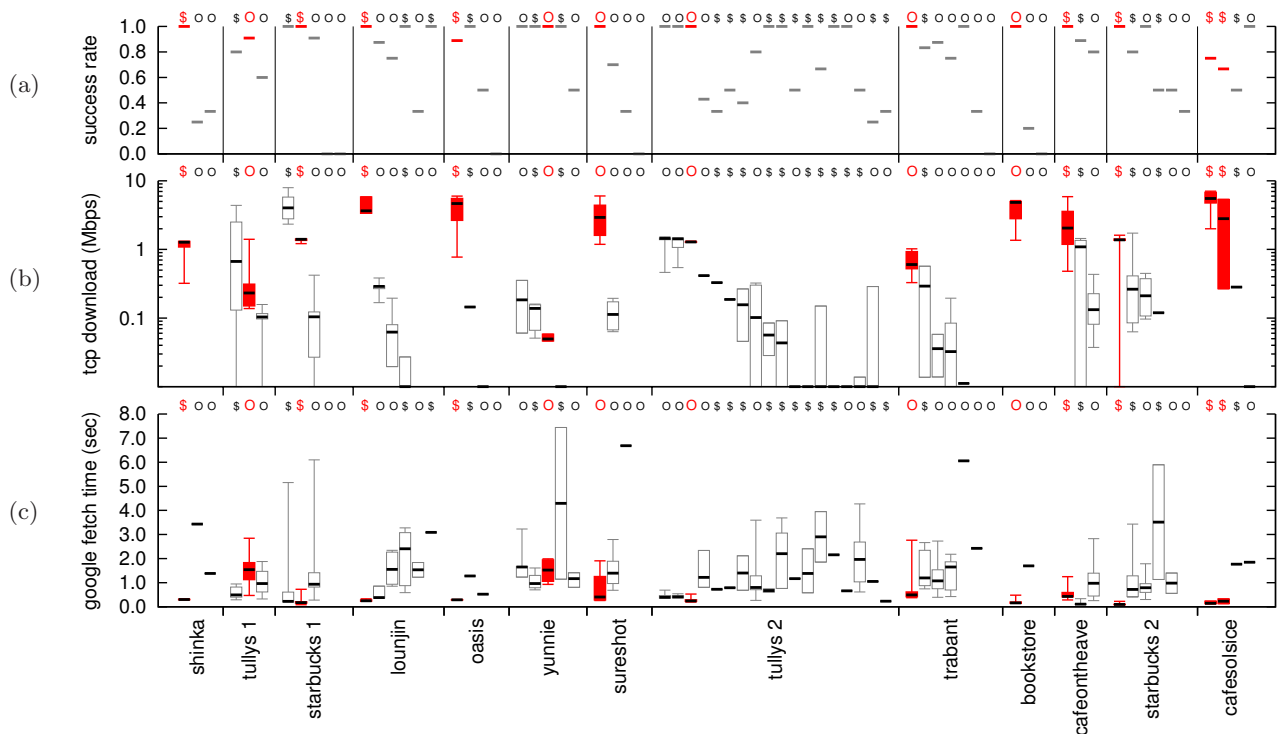 (a)
success rate
1.0
0.8
0.6
0.4
0.2
0.0
$ o o $ O o $ $ o o o $ o o $ o $ $ o o o o $ O $ o O o o o o o O o $ $ $ o $ $ $ $ $ $ o o $ $ O $ o o o o o O o o $ $ o $ $ o $ o o $ $ $ o
(b)
tcp download (Mbps)
10
1
0.1
$ o o $ O o $ $ o o o $ o o $ o $ $ o o o o $ O $ o O o o o o o O o $ $ $ o $ $ $ $ $ $ o o $ $ O $ o o o o o O o o $ $ o $ $ o $ o o $ $ $ o
(c)
google fetch time (sec)
8.0
7.0
6.0
5.0
4.0
3.0
2.0
1.0
0.0
$ o o $ O o $ $ o o o $ o o $ o $ $ o o o o $ O $ o O o o o o o O o $ $ $ o $ $ $ $ $ $ o o $ $ O $ o o o o o O o o $ $ o $ $ o $ o o $ $ $ o
shinka
tullys 1
starbucks 1
lounjin
oasis
yunnie
sureshot
tullys 2
trabant
bookstore
cafeontheave
starbucks 2
cafesolsice